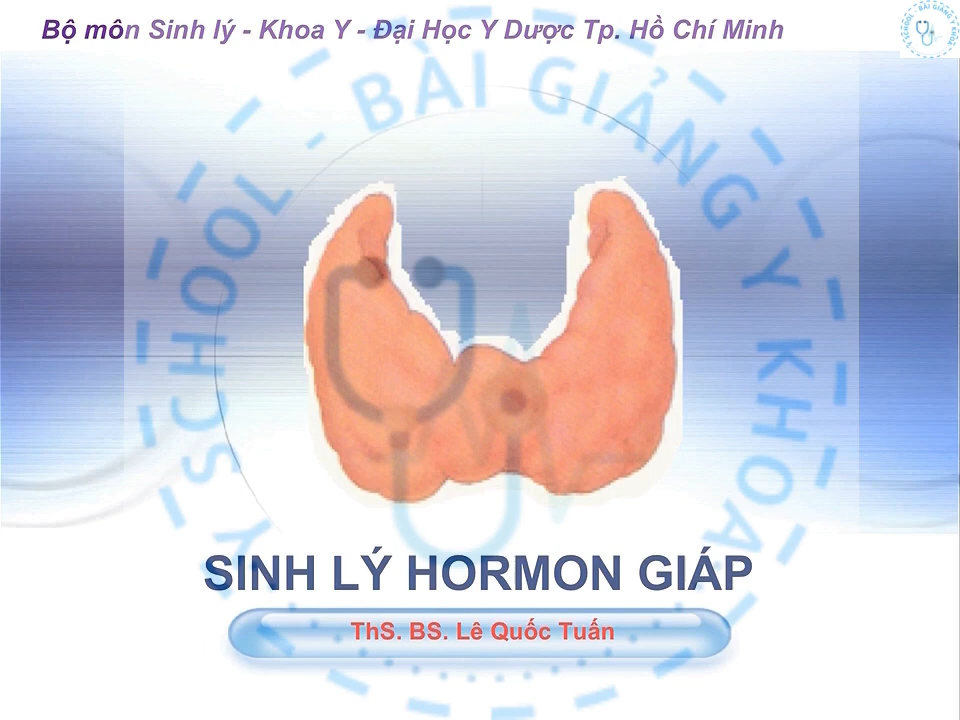 Bộ môn Sinh lý - Khoa Y - Đại Học Y Dược Tp. Hồ Chí Minh
Y SCHOOL - BÀI GIẢNG Y KHOA
SINH LÝ HORMON GIÁP
ThS. BS. Lê Quốc Tuấn